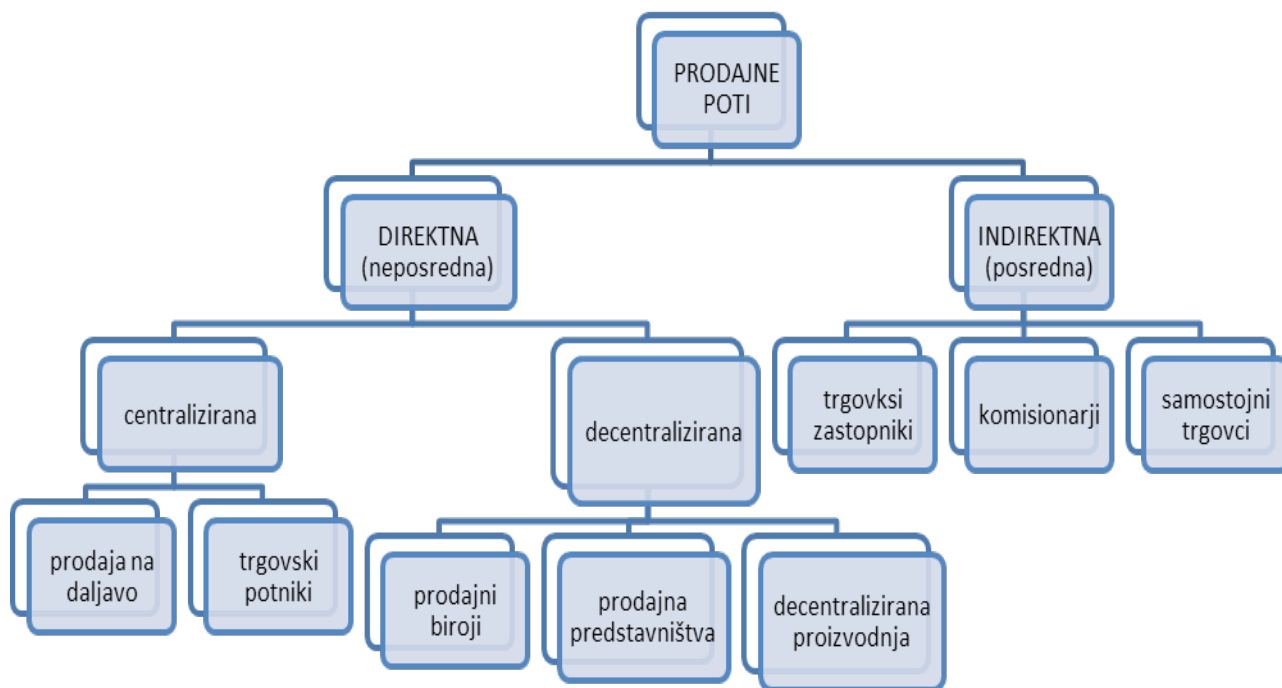 PRODAJNE
POTI
DIREKTNA
(neposredna)
INDIREKTNA
(posredna)
centralizirana
decentralizirana
trgovksi
zastopniki
komisionarji
samostojni
trgovci
prodaja na
daljavo
trgovski
potniki
prodajni
biroji
prodajna
predstavništva
decentralizirana
proizvodnja